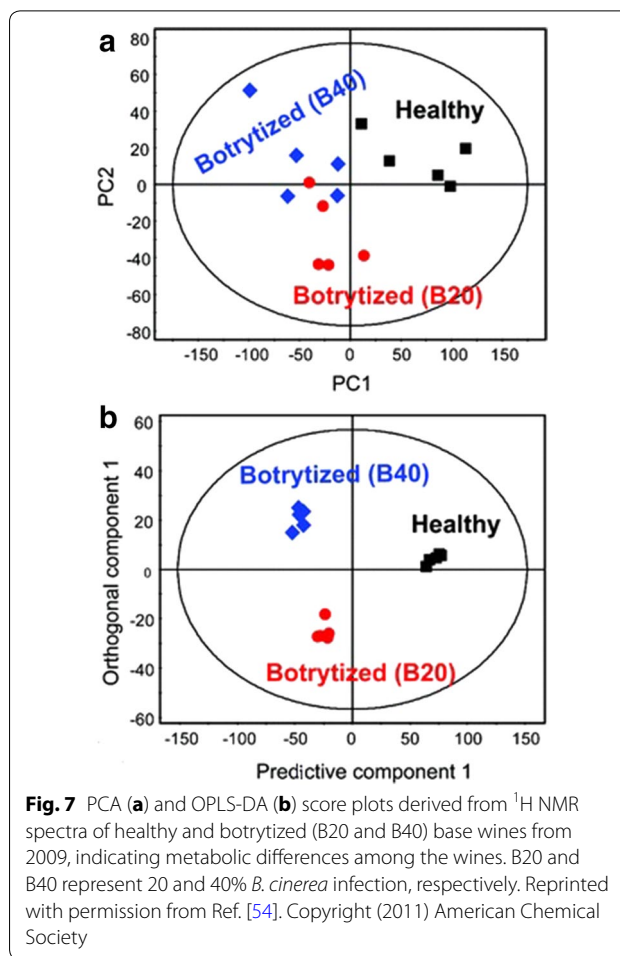 a
80
60
40
20
0
-20
-40
-60
-80
PC2
Botrytized (B40)
Healthy
Botrytized (B20)
-150 -100 -50 0 50 100 150
PC1
b
60
40
20
0
-20
-40
-60
Orthogonal component 1
Botrytized (B40)
Healthy
Botrytized (B20)
-150 -100 -50 0 50 100 150
Predictive component 1
Fig. 7 PCA (a) and OPLS-DA (b) score plots derived from ¹H NMR
spectra of healthy and botrytized (B20 and B40) base wines from
2009, indicating metabolic differences among the wines. B20 and
B40 represent 20 and 40% B. cinerea infection, respectively. Reprinted
with permission from Ref. [54]. Copyright (2011) American Chemical
Society